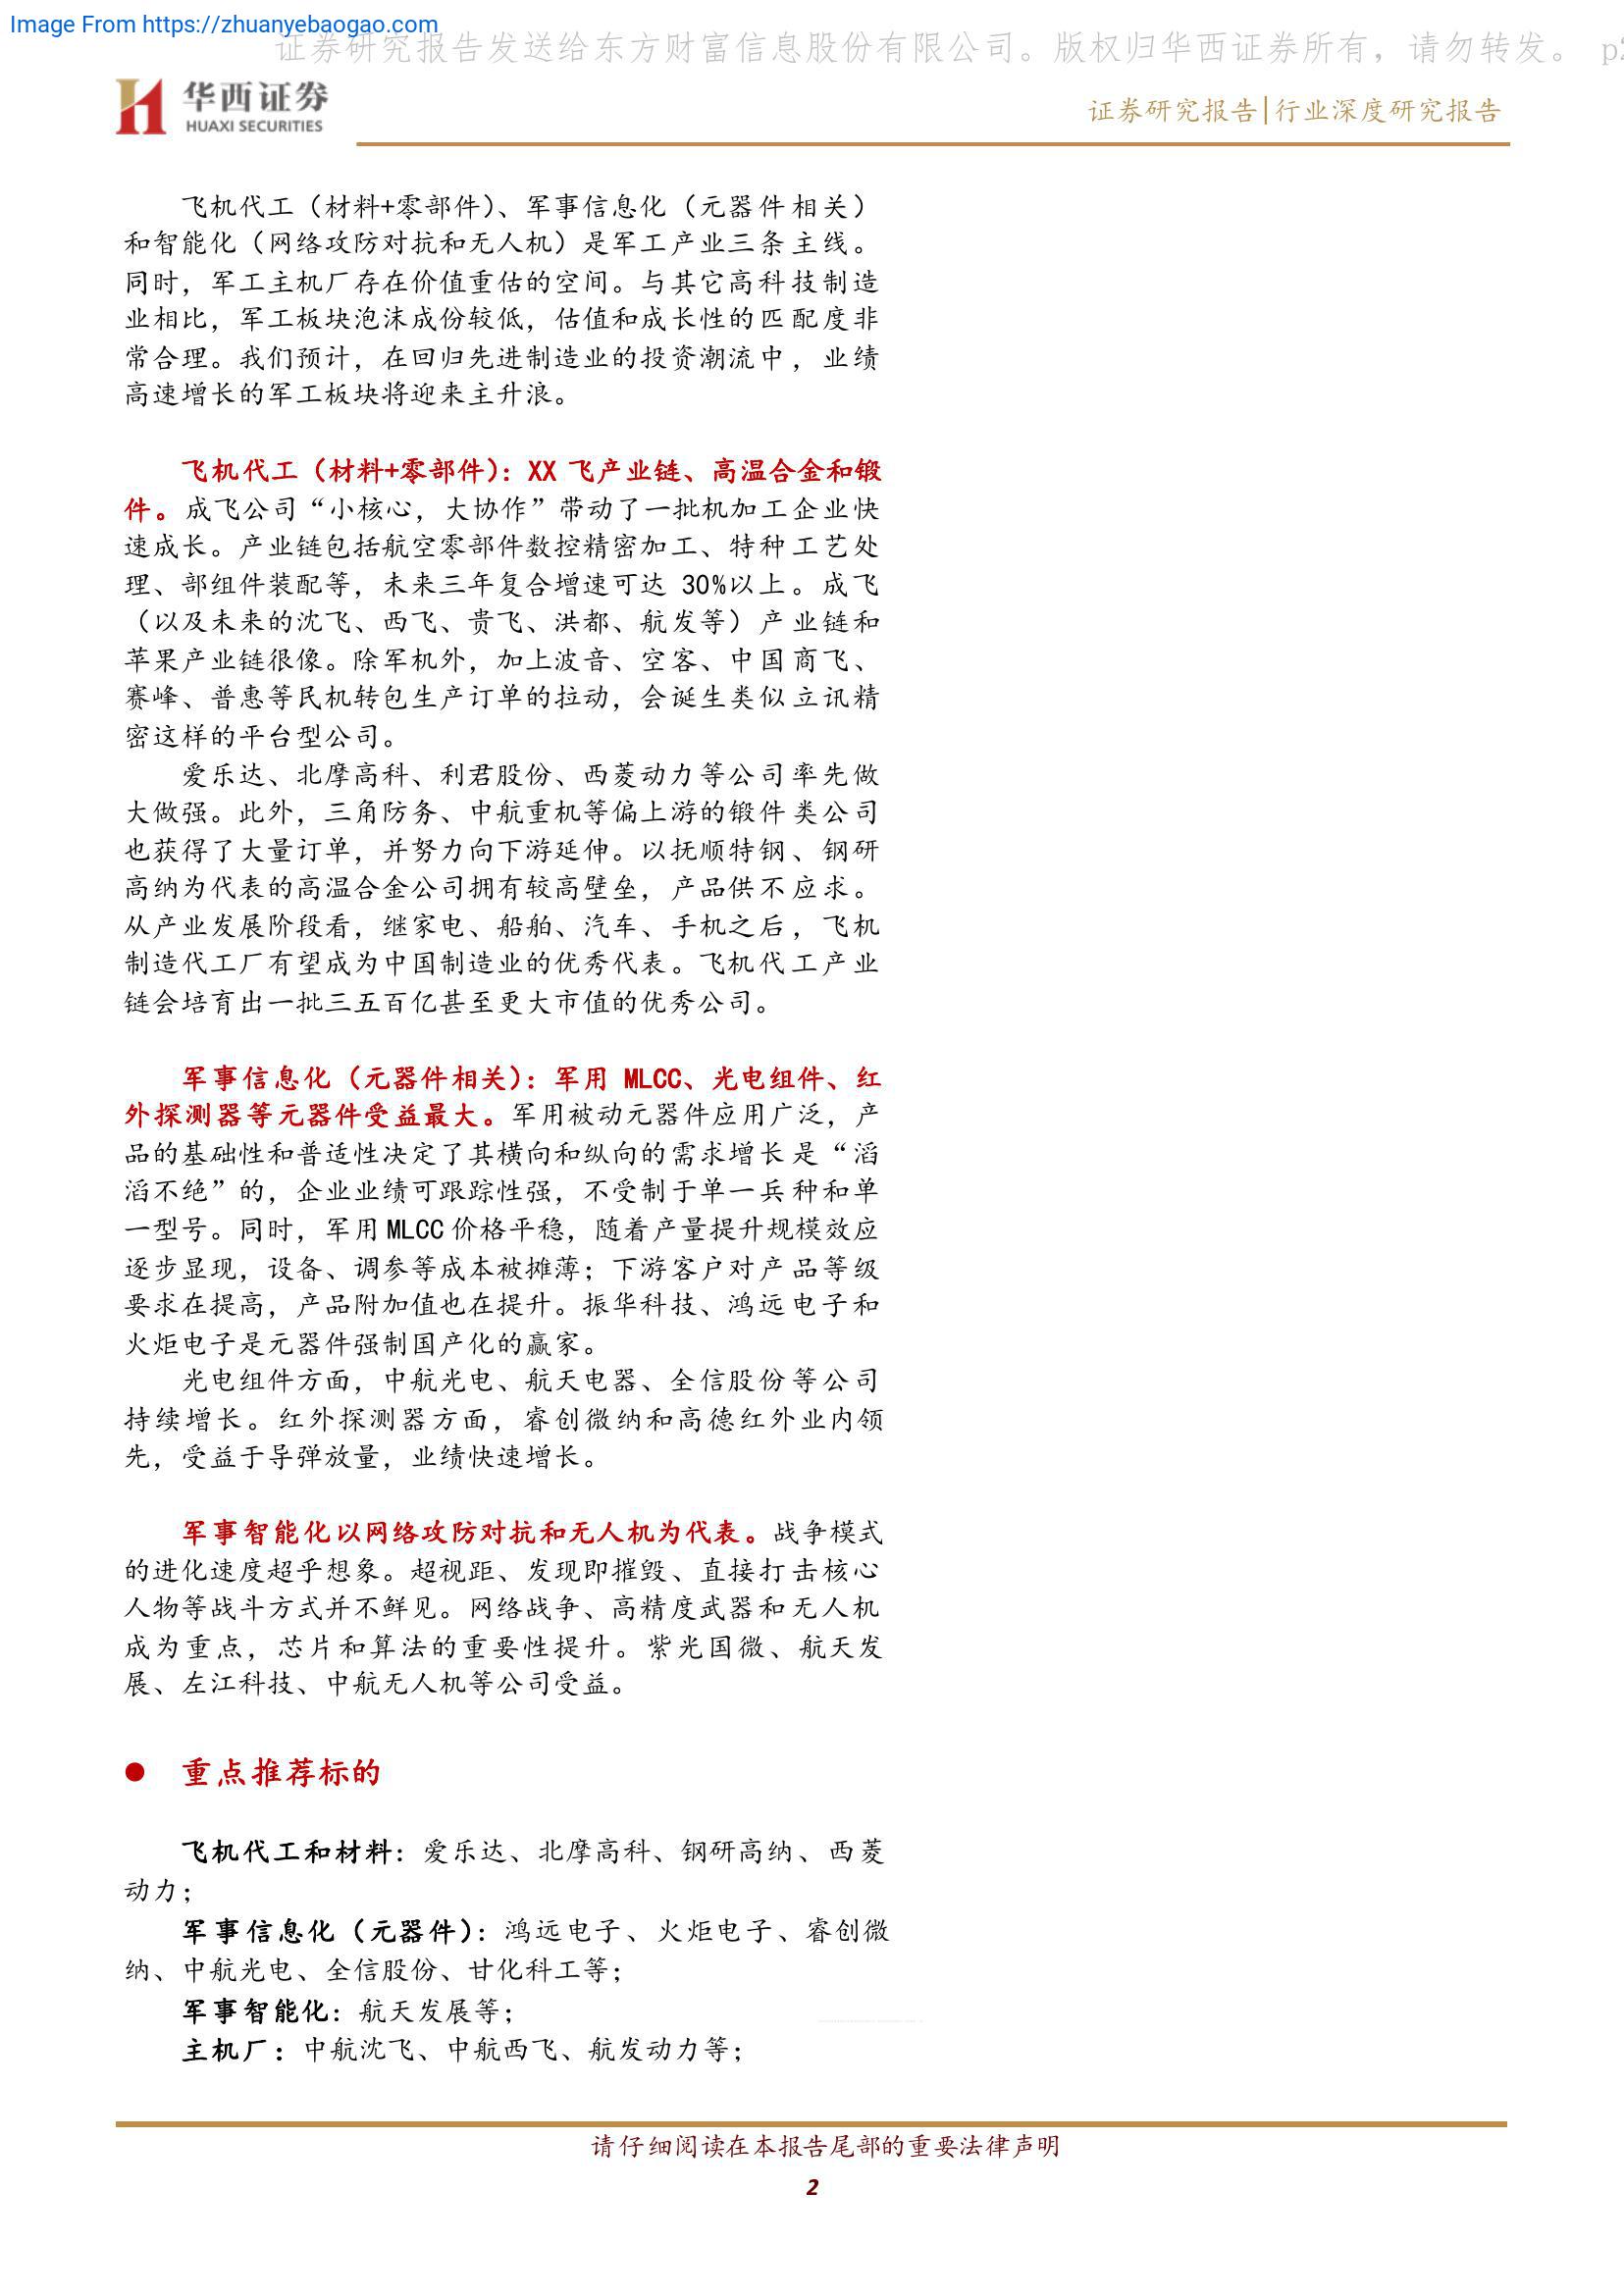 Image From https://zhuanyebaogao.com
证券研究报告发送给东方财富信息股份有限公司。版权归华西证券所有，请勿转发。 p2
华西证券
HUAXI SECURITIES
证券研究报告|行业深度研究报告
飞机代工（材料+零部件）、军事信息化（元器件相关）
和智能化（网络攻防对抗和无人机）是军工产业三条主线。
同时，军工主机厂存在价值重估的空间。与其它高科技制造
业相比，军工板块泡沫成份较低，估值和成长性的匹配度非
常合理。我们预计，在回归先进制造业的投资潮流中，业绩
高速增长的军工板块将迎来主升浪。
飞机代工（材料+零部件）：XX 飞产业链、高温合金和锻
件。成飞公司“小核心，大协作”带动了一批机加工企业快
速成长。产业链包括航空零部件数控精密加工、特种工艺处
理、部组件装配等，未来三年复合增速可达 30%以上。成飞
（以及未来的沈飞、西飞、贵飞、洪都、航发等）产业链和
苹果产业链很像。除军机外，加上波音、空客、中国商飞、
赛峰、普惠等民机转包生产订单的拉动，会诞生类似立讯精
密这样的平台型公司。
爱乐达、北摩高科、利君股份、西菱动力等公司率先做
大做强。此外，三角防务、中航重机等偏上游的锻件类公司
也获得了大量订单，并努力向下游延伸。以抚顺特钢、钢研
高纳为代表的高温合金公司拥有较高壁垒，产品供不应求。
从产业发展阶段看，继家电、船舶、汽车、手机之后，飞机
制造代工厂有望成为中国制造业的优秀代表。飞机代工产业
链会培育出一批三五百亿甚至更大市值的优秀公司。
军事信息化（元器件相关）：军用 MLCC、光电组件、红
外探测器等元器件受益最大。军用被动元器件应用广泛，产
品的基础性和普适性决定了其横向和纵向的需求增长是“滔
滔不绝”的，企业业绩可跟踪性强，不受制于单一兵种和单
一型号。同时，军用 MLCC 价格平稳，随着产量提升规模效应
逐步显现，设备、调参等成本被摊薄；下游客户对产品等级
要求在提高，产品附加值也在提升。振华科技、鸿远电子和
火炬电子是元器件强制国产化的赢家。
光电组件方面，中航光电、航天电器、全信股份等公司
持续增长。红外探测器方面，睿创微纳和高德红外业内领
先，受益于导弹放量，业绩快速增长。
军事智能化以网络攻防对抗和无人机为代表。战争模式
的进化速度超乎想象。超视距、发现即摧毁、直接打击核心
人物等战斗方式并不鲜见。网络战争、高精度武器和无人机
成为重点，芯片和算法的重要性提升。紫光国微、航天发
展、左江科技、中航无人机等公司受益。
● 重点推荐标的
飞机代工和材料：爱乐达、北摩高科、钢研高纳、西菱
动力；
军事信息化（元器件）：鸿远电子、火炬电子、睿创微
纳、中航光电、全信股份、甘化科工等；
军事智能化：航天发展等；
主机厂：中航沈飞、中航西飞、航发动力等；
请仔细阅读在本报告尾部的重要法律声明
2